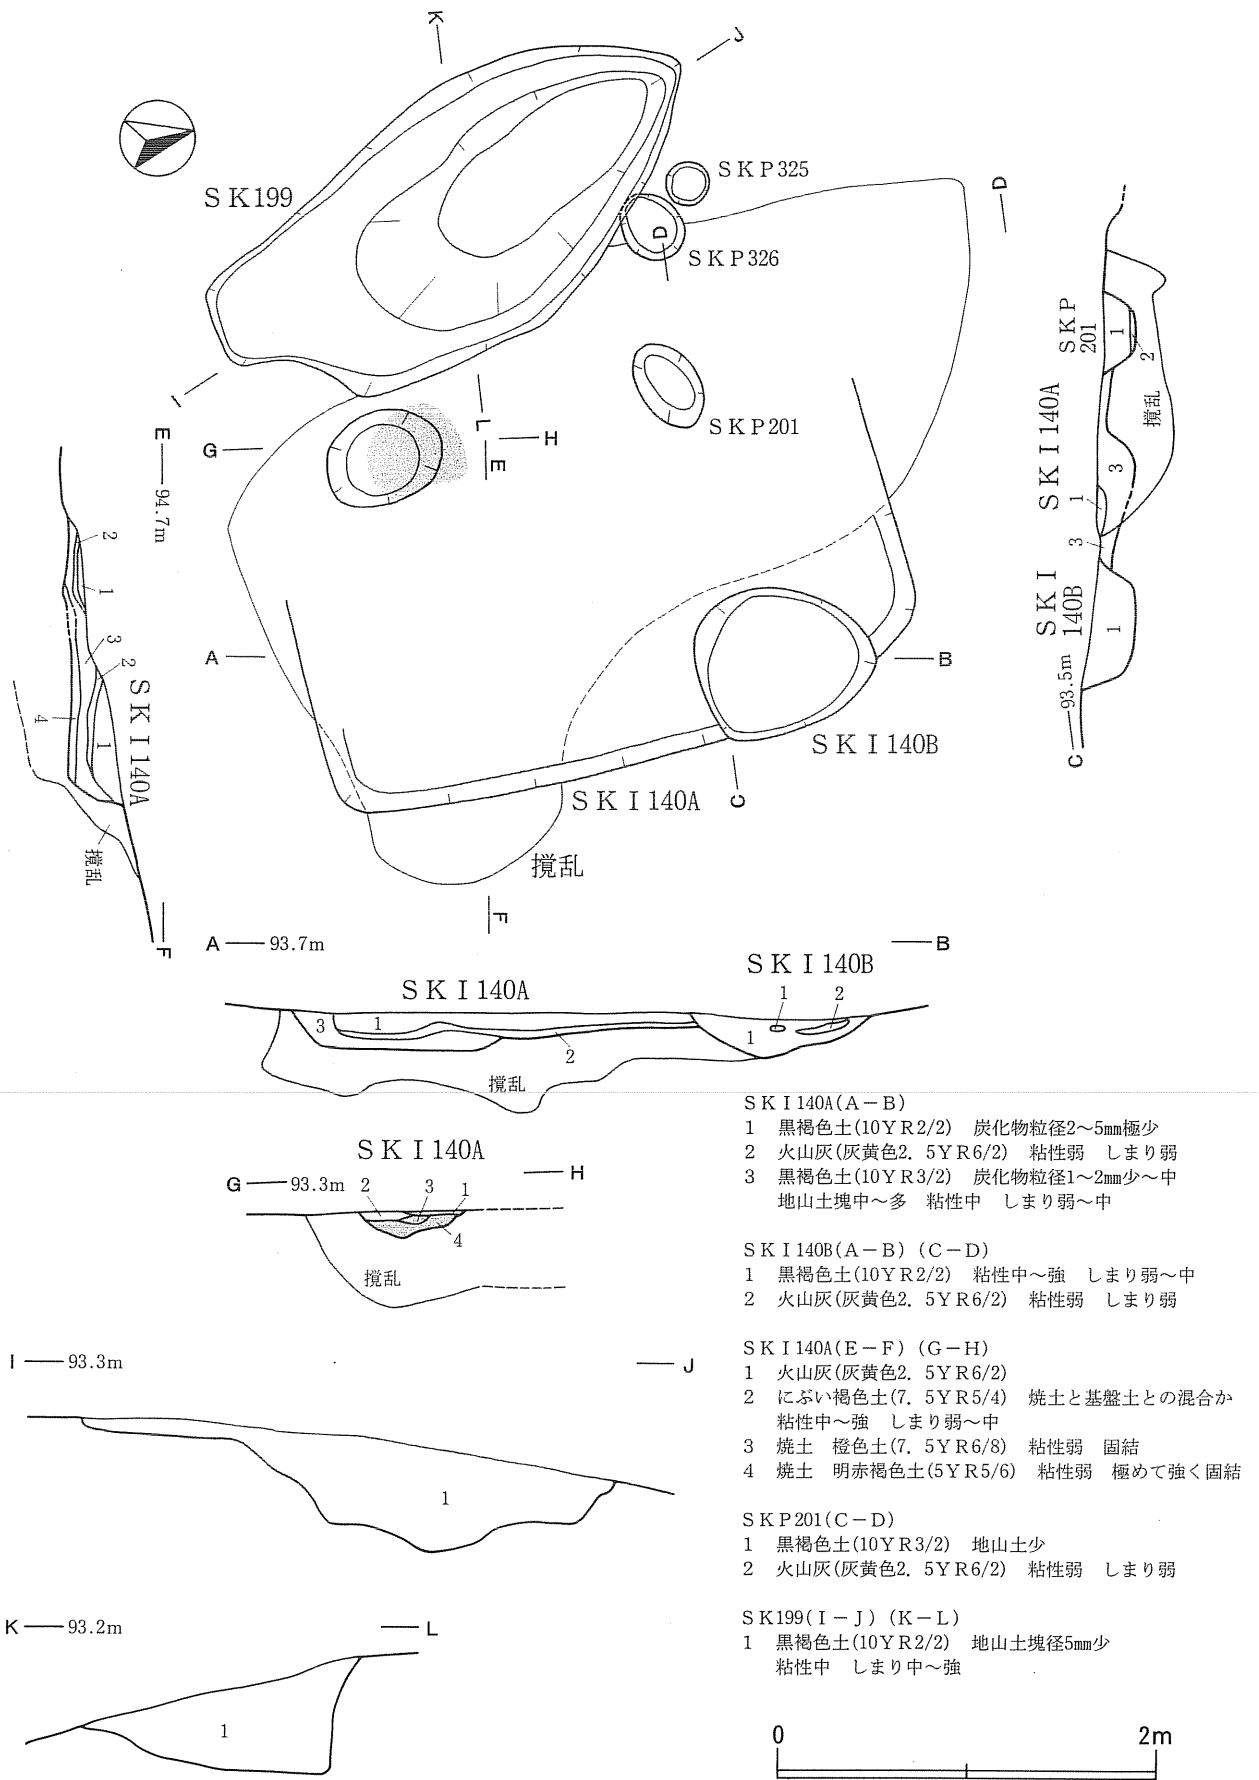 K
J
SK199
SKP325
SKP326
D
D
I
L
G
H
E
SKP201
A
B
SKI140B
SKI140A
C
撹乱
F
E 94.7m
2
1
3
2
4
1
SKI140A
撹乱
F
SKP
201
1
2
撹乱
SKI140A
3
1
3
SKI
140B
1
C 93.5m
A 93.7m
B
SKI140A
SKI140B
3
1
2
1
1
2
撹乱
SKI140A
G 93.3m
H
2
3
1
4
撹乱
I 93.3m
J
1
K 93.2m
L
1
SKI140A(A-B)
1 黒褐色土(10YR2/2) 炭化物粒径2～5㎜極少
2 火山灰(灰黄色2.5YR6/2) 粘性弱 しまり弱
3 黒褐色土(10YR3/2) 炭化物粒径1～2㎜少～中
地山土塊中～多 粘性中 しまり弱～中
SKI140B(A-B)(C-D)
1 黒褐色土(10YR2/2) 粘性中～強 しまり弱～中
2 火山灰(灰黄色2.5YR6/2) 粘性弱 しまり弱
SKI140A(E-F)(G-H)
1 火山灰(灰黄色2.5YR6/2)
2 にぶい褐色土(7.5YR5/4) 焼土と基盤土との混合か
粘性中～強 しまり弱～中
3 焼土 橙色土(7.5YR6/8) 粘性弱 固結
4 焼土 明赤褐色土(5YR5/6) 粘性弱 極めて強く固結
SKP201(C-D)
1 黒褐色土(10YR3/2) 地山土少
2 火山灰(灰黄色2.5YR6/2) 粘性弱 しまり弱
SK199(I-J)(K-L)
1 黒褐色土(10YR2/2) 地山土塊径5㎜少
粘性中 しまり中～強
0 2m